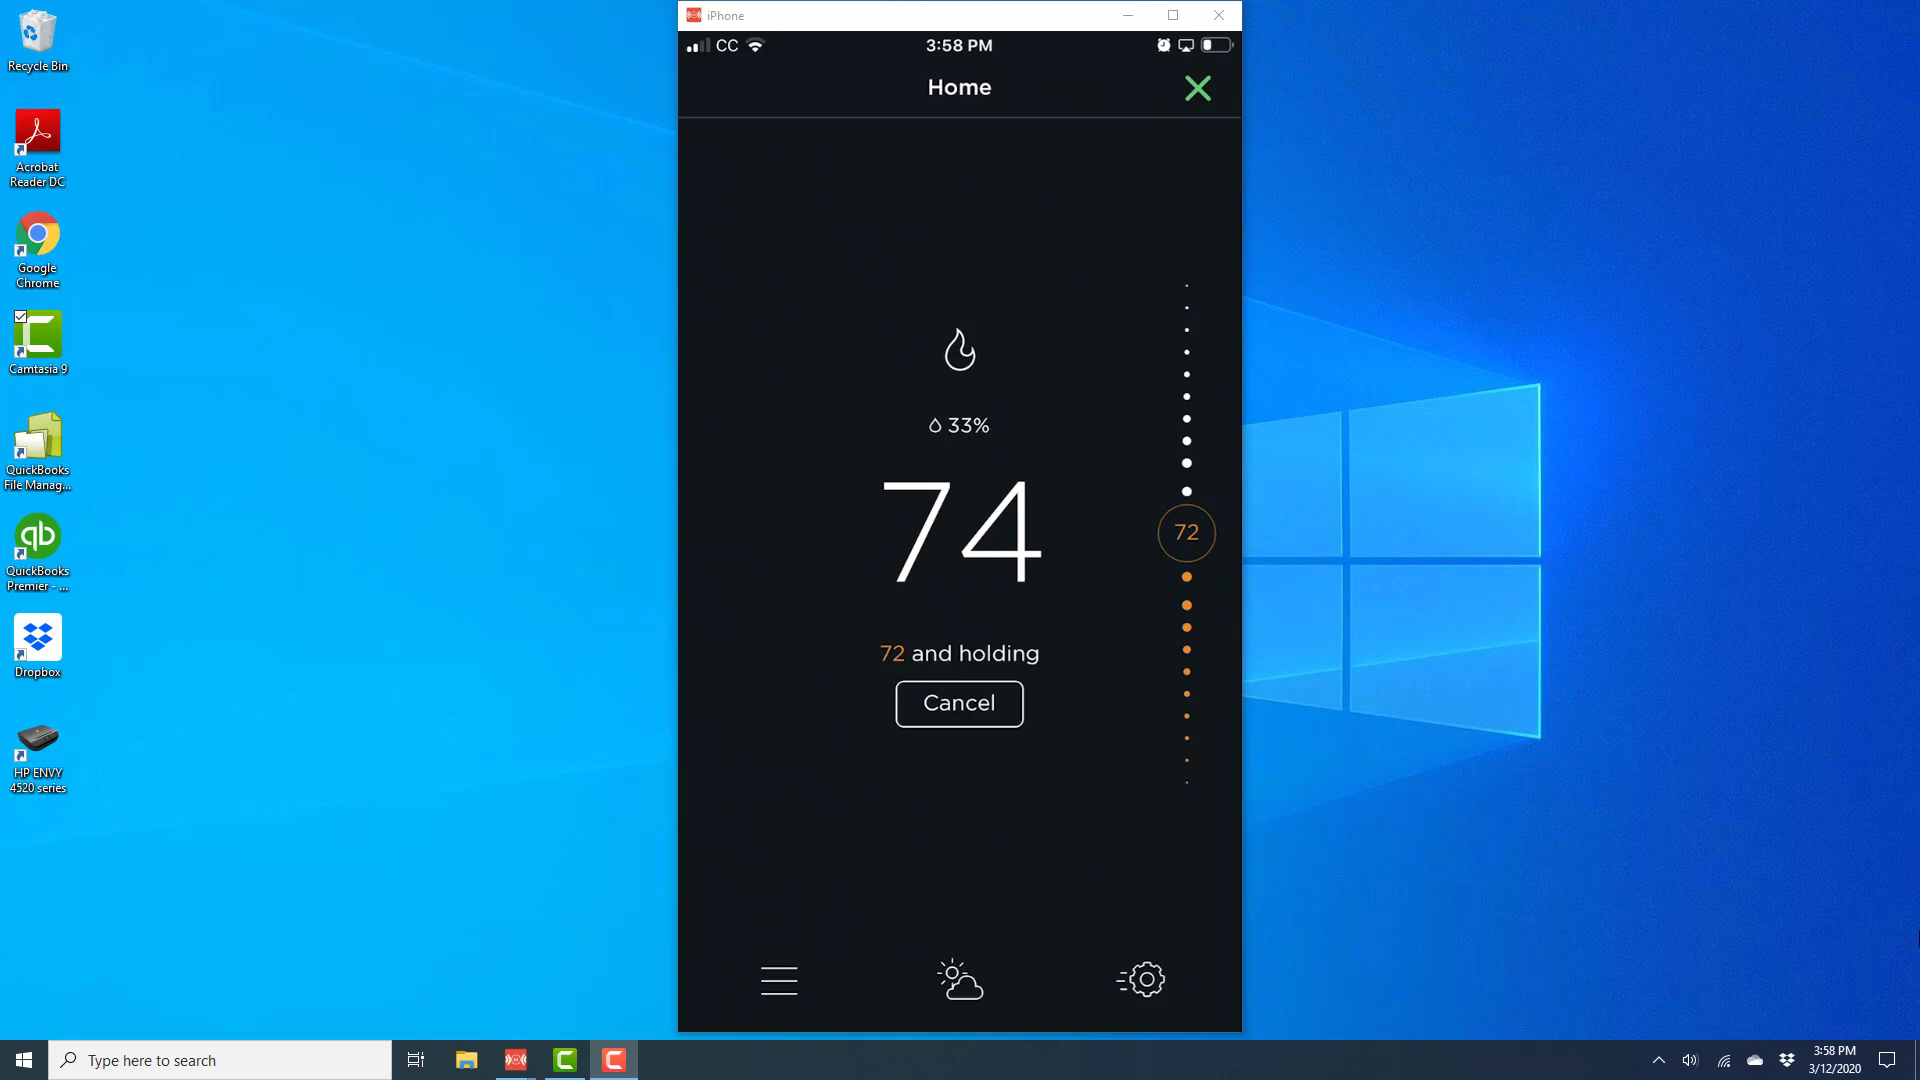 Recycle Bin
Acrobat
Reader DC
Google
Chrome
Camtasia 9
QuickBooks
File Manag...
qb
QuickBooks
Premier - ...
Dropbox
HP ENVY
4520 series
iPhone
CC
3:58 PM
Home
33%
74
72
72 and holding
Cancel
Type here to search
3:58 PM
3/12/2020